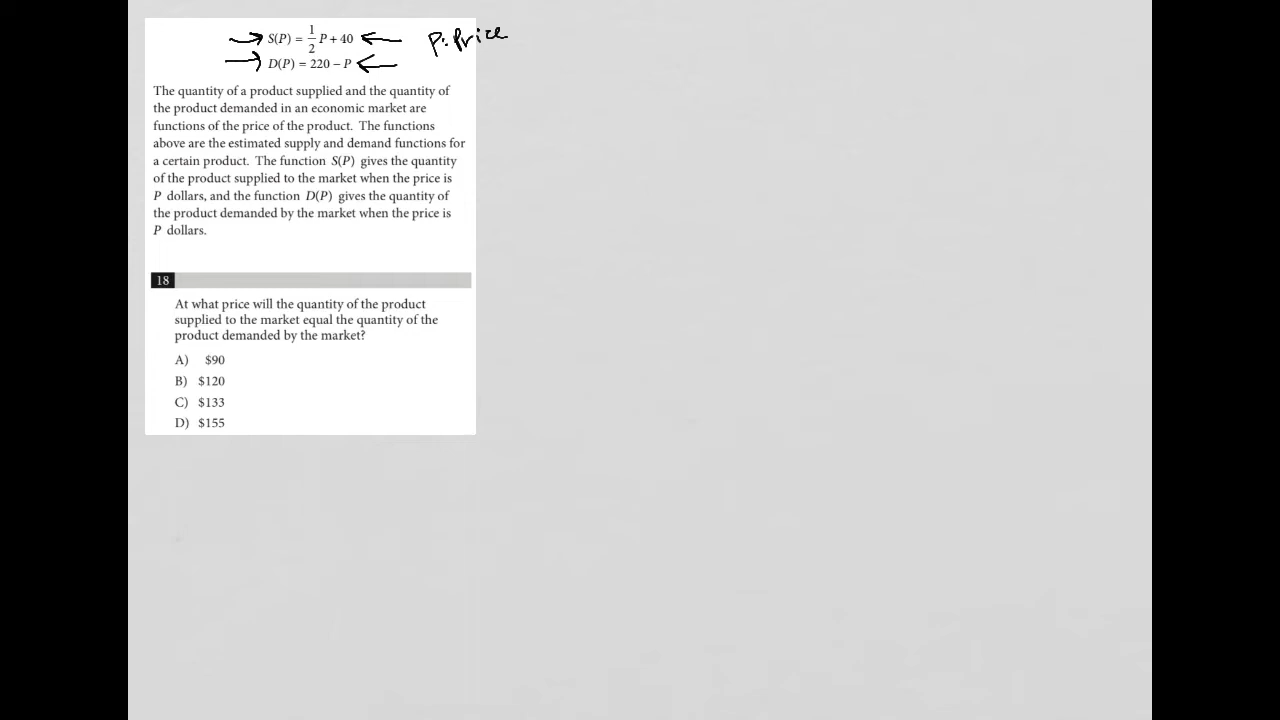 S(P) = 1/2 P + 40
P: Price
D(P) = 220 − P
The quantity of a product supplied and the quantity of
the product demanded in an economic market are
functions of the price of the product. The functions
above are the estimated supply and demand functions for
a certain product. The function S(P) gives the quantity
of the product supplied to the market when the price is
P dollars, and the function D(P) gives the quantity of
the product demanded by the market when the price is
P dollars.
18
At what price will the quantity of the product
supplied to the market equal the quantity of the
product demanded by the market?
A) $90
B) $120
C) $133
D) $155